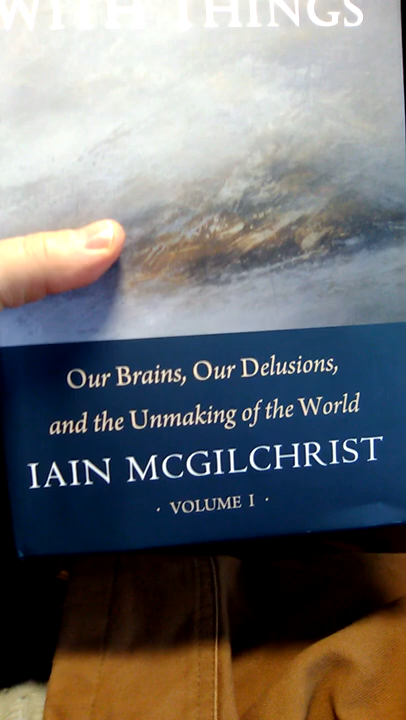 WITH THINGS
Our Brains, Our Delusions,
and the Unmaking of the World
IAIN MCGILCHRIST
· VOLUME I ·